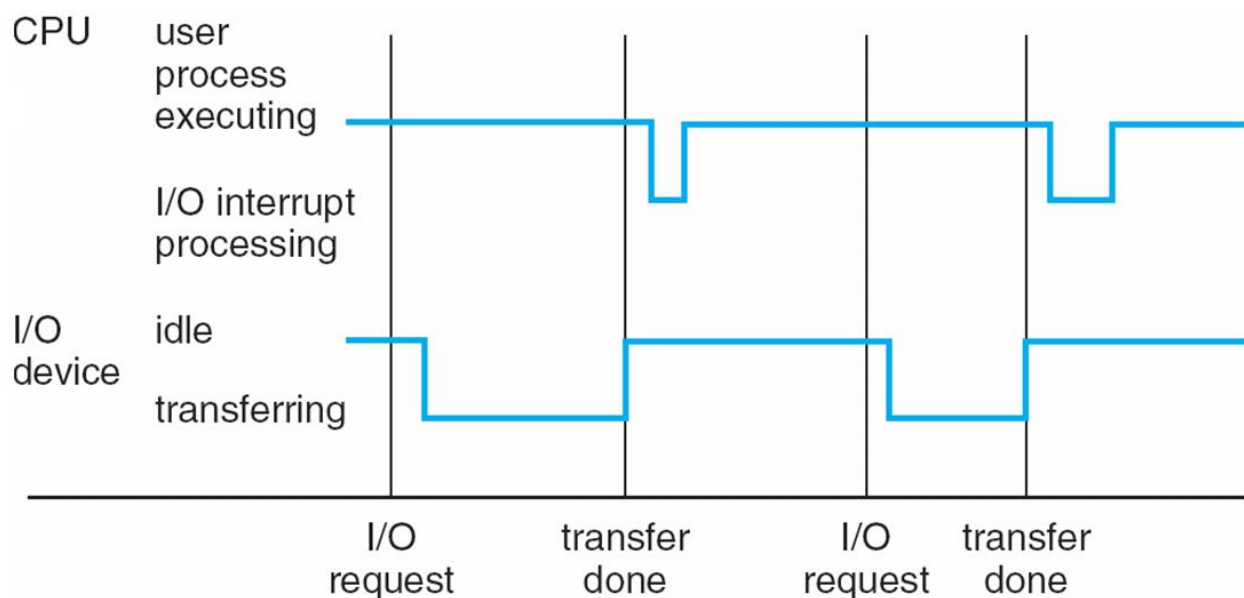 CPU
user
process
executing
I/O interrupt
processing
I/O
device
idle
transferring
I/O
request
transfer
done
I/O
request
transfer
done